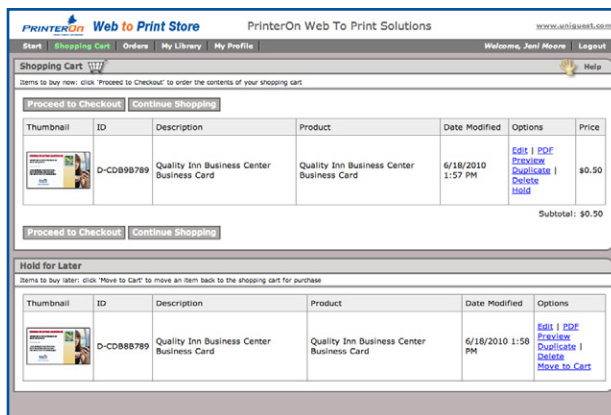 PRINTERON Web to Print Store PrinterOn Web To Print Solutions www.uniguest.com
Start | Shopping Cart | Orders | My Library | My Profile Welcome, Jani Moore | Logout
Shopping Cart Help
Items to buy now: click 'Proceed to Checkout' to order the contents of your shopping cart
Proceed to Checkout Continue Shopping
Thumbnail ID Description Product Date Modified Options Price
D-CDB9B789 Quality Inn Business Center Business Card Quality Inn Business Center Business Card 6/18/2010 1:57 PM Edit | PDF Preview Duplicate | Delete Hold $0.50
Subtotal: $0.50
Proceed to Checkout Continue Shopping
Hold for Later
Items to buy later: click 'Move to Cart' to move an item back to the shopping cart for purchase
Thumbnail ID Description Product Date Modified Options
D-CDB8B789 Quality Inn Business Center Business Card Quality Inn Business Center Business Card 6/18/2010 1:58 PM Edit | PDF Preview Duplicate | Delete Move to Cart